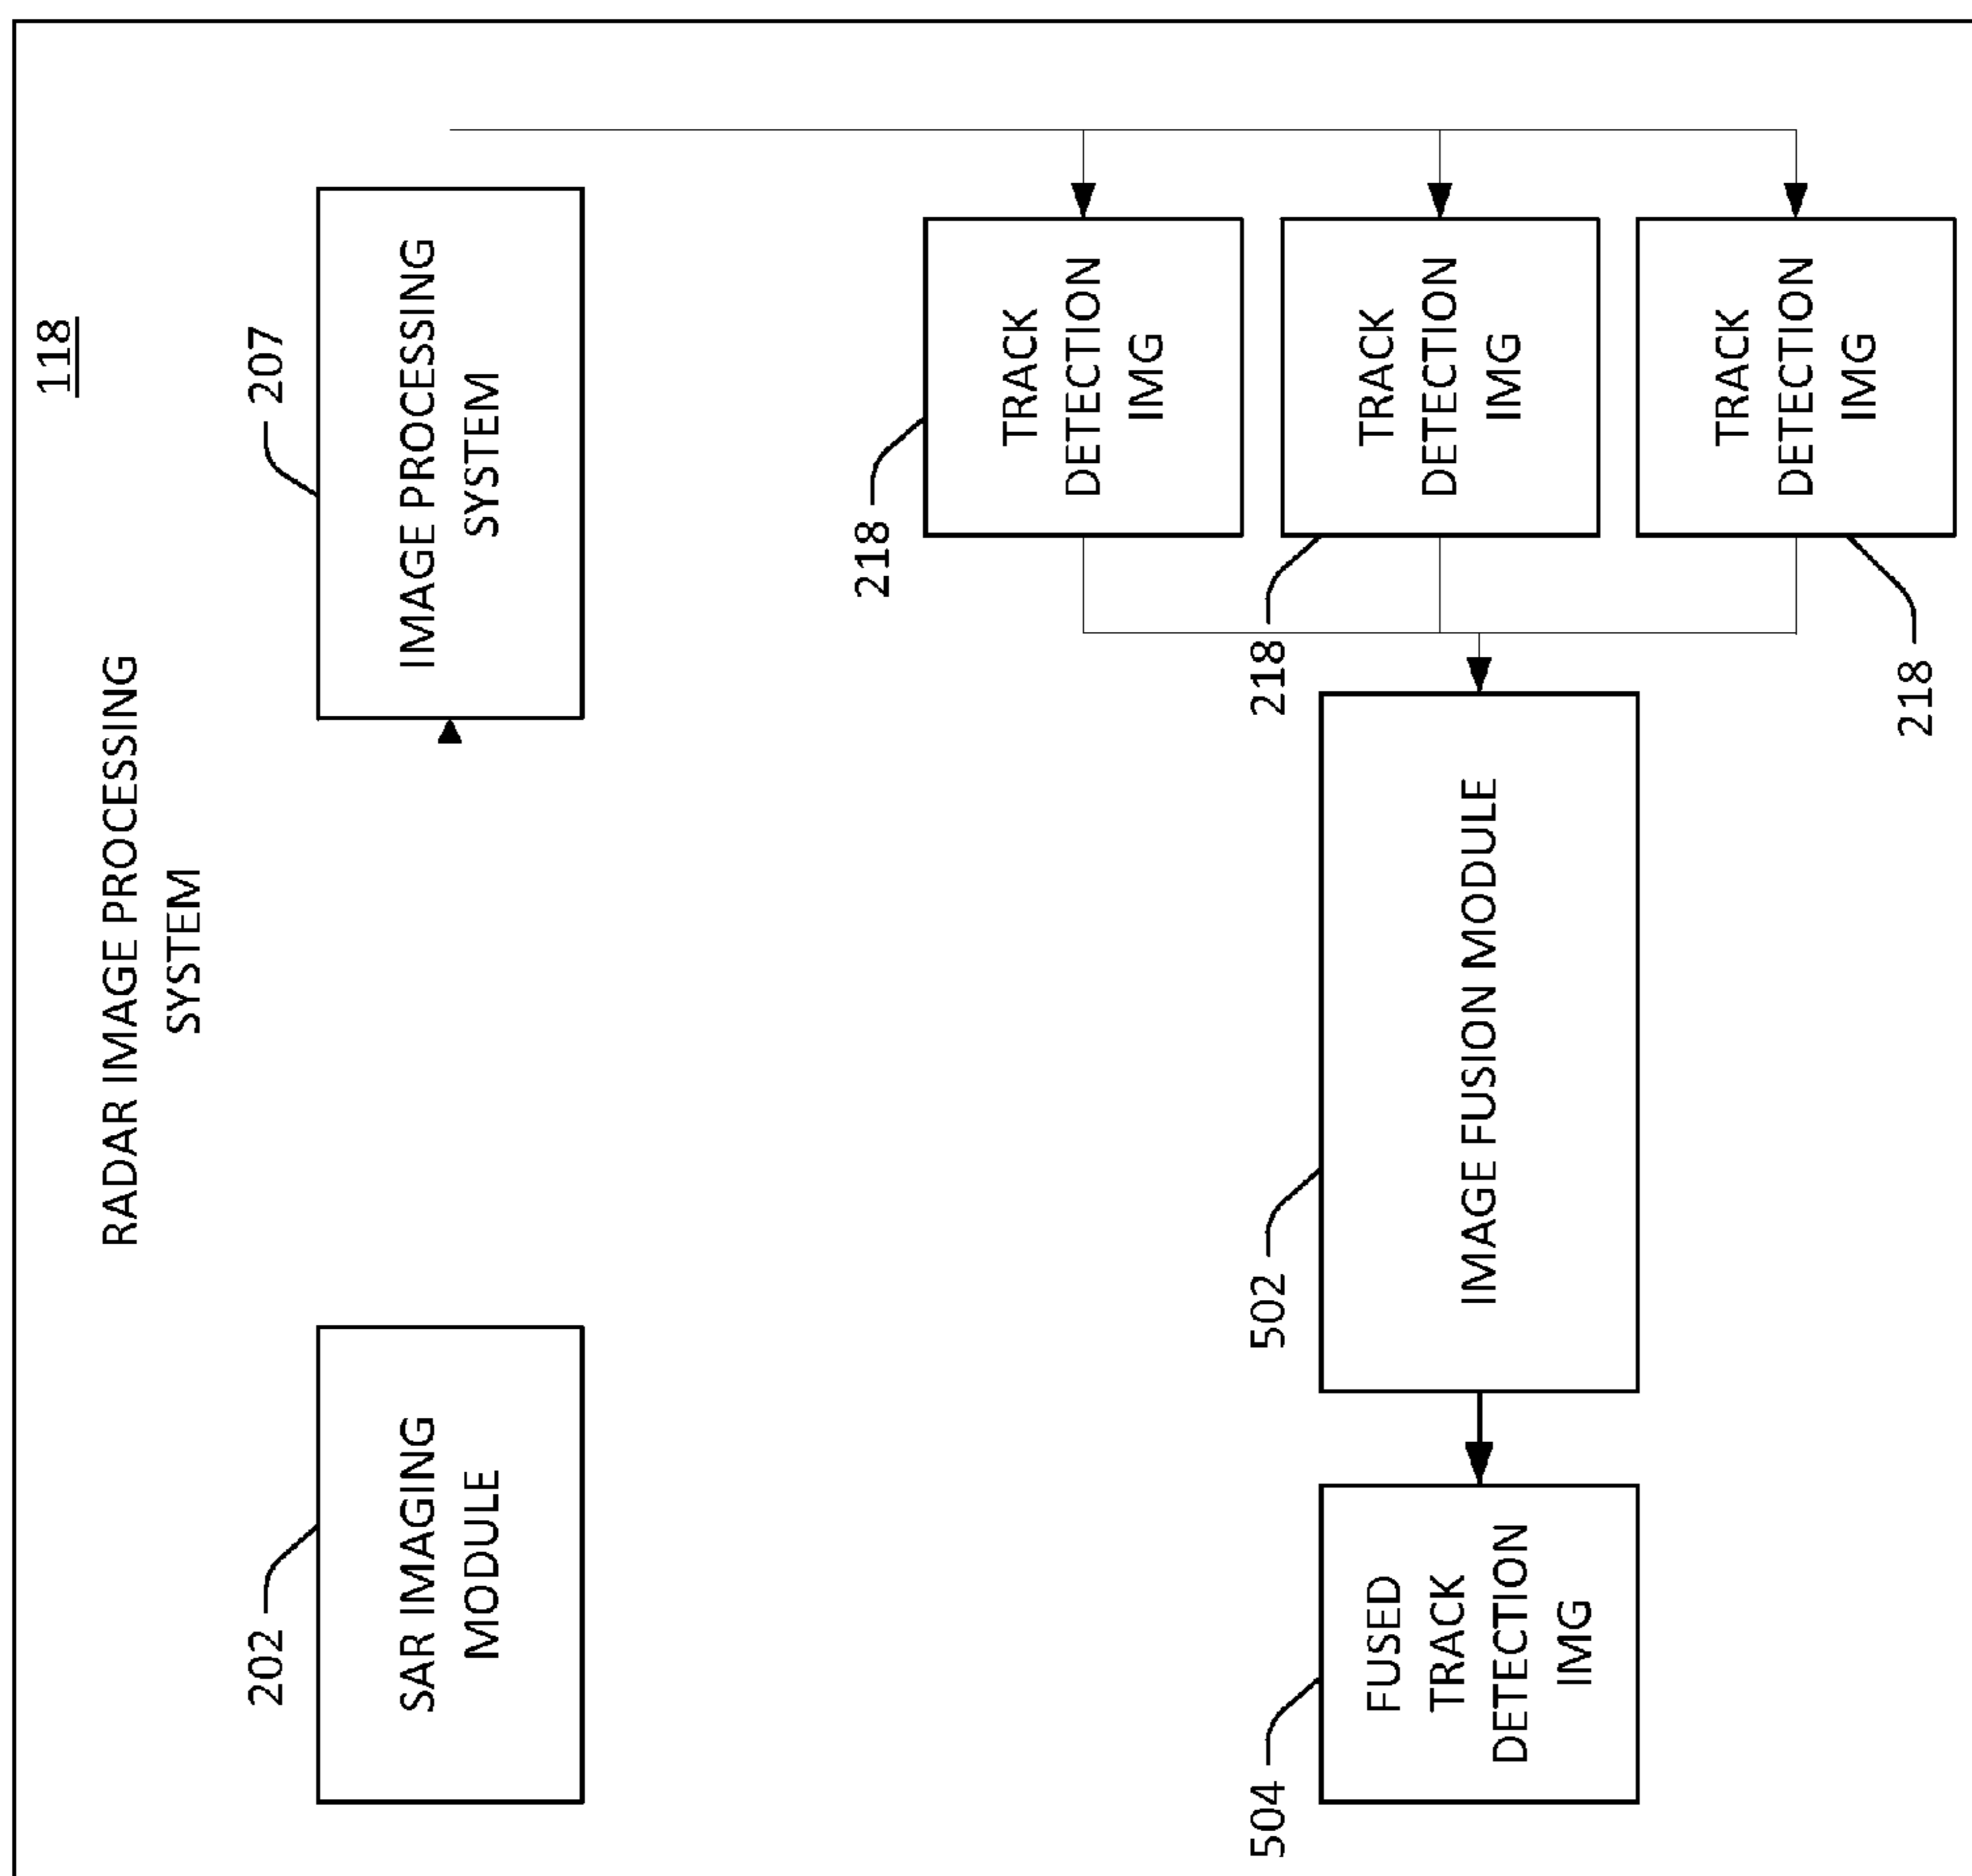 118
RADAR IMAGE PROCESSING
SYSTEM
202
SAR IMAGING
MODULE
207
IMAGE PROCESSING
SYSTEM
218
TRACK
DETECTION
IMG
218
TRACK
DETECTION
IMG
218
TRACK
DETECTION
IMG
502
IMAGE FUSION MODULE
504
FUSED
TRACK
DETECTION
IMG